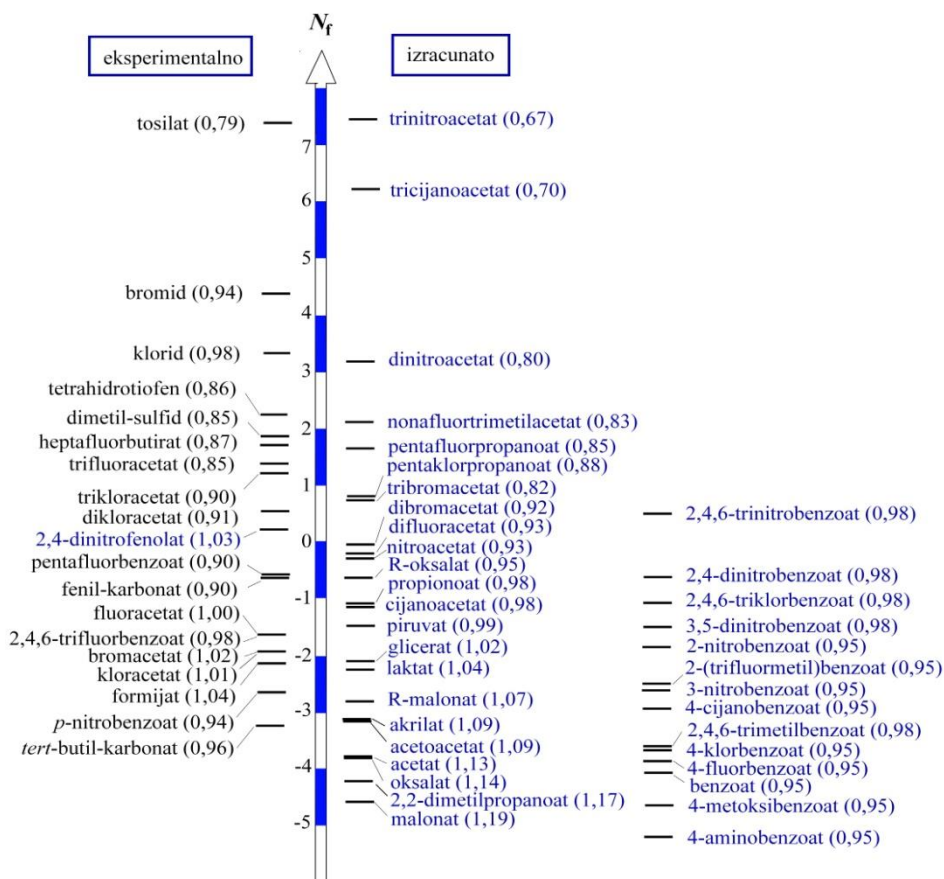 N_f
eksperimentalno
izracunato
tosilat (0,79)
bromid (0,94)
klorid (0,98)
tetrahidrotiofen (0,86)
dimetil-sulfid (0,85)
heptafluorbutirat (0,87)
trifluoracetat (0,85)
trikloracetat (0,90)
dikloracetat (0,91)
2,4-dinitrofenolat (1,03)
pentafluorbenzoat (0,90)
fenil-karbonat (0,90)
fluoracetat (1,00)
2,4,6-trifluorbenzoat (0,98)
bromacetat (1,02)
kloracetat (1,01)
formijat (1,04)
p-nitrobenzoat (0,94)
tert-butil-karbonat (0,96)
7
6
5
4
3
2
1
0
-1
-2
-3
-4
-5
trinitroacetat (0,67)
tricijanoacetat (0,70)
dinitroacetat (0,80)
nonafluortrimetilacetat (0,83)
pentafluorpropanoat (0,85)
pentaklorpropanoat (0,88)
tribromacetat (0,82)
dibromacetat (0,92)
difluoracetat (0,93)
nitroacetat (0,93)
R-oksalat (0,95)
propionoat (0,98)
cijanoacetat (0,98)
piruvat (0,99)
glicerat (1,02)
laktat (1,04)
R-malonat (1,07)
akrilat (1,09)
acetoacetat (1,09)
acetat (1,13)
oksalat (1,14)
2,2-dimetilpropanoat (1,17)
malonat (1,19)
2,4,6-trinitrobenzoat (0,98)
2,4-dinitrobenzoat (0,98)
2,4,6-triklorbenzoat (0,98)
3,5-dinitrobenzoat (0,98)
2-nitrobenzoat (0,95)
2-(trifluormetil)benzoat (0,95)
3-nitrobenzoat (0,95)
4-cijanobenzoat (0,95)
2,4,6-trimetilbenzoat (0,98)
4-klorbenzoat (0,95)
4-fluorbenzoat (0,95)
benzoat (0,95)
4-metoksibenzoat (0,95)
4-aminobenzoat (0,95)